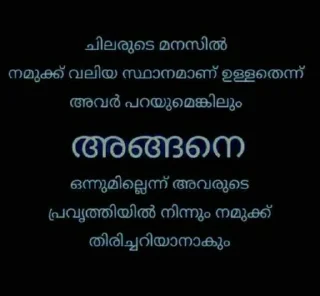 ചിലരുടെ മനസിൽ
നമുക്ക് വലിയ സ്ഥാനമാണ് ഉള്ളതെന്ന്
അവർ പറയുമെങ്കിലും
അങ്ങനെ
ഒന്നുമില്ലെന്ന് അവരുടെ
പ്രവൃത്തിയിൽ നിന്നും നമുക്ക്
തിരിച്ചറിയാനാകും